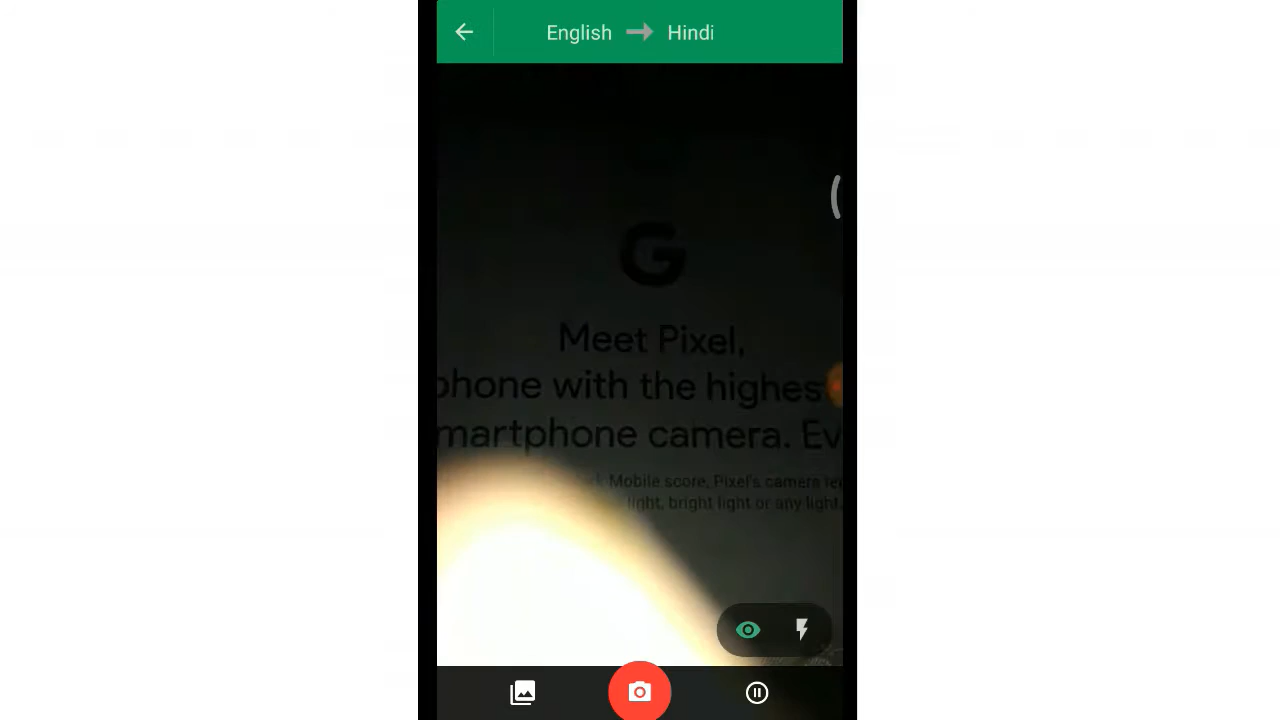 English Hindi
G
Meet Pixel,
phone with the highes
martphone camera. Ev
Mobile score, Pixel's camera
light, bright light or any light.